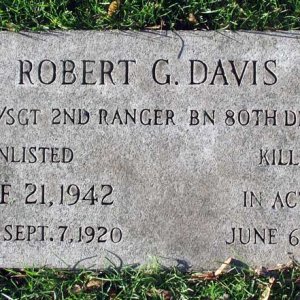 ROBERT G. DAVIS
/SGT 2ND RANGER BN 80TH D
NLISTED KILL
F. 21, 1942 IN AC
SEPT. 7, 1920 JUNE 6